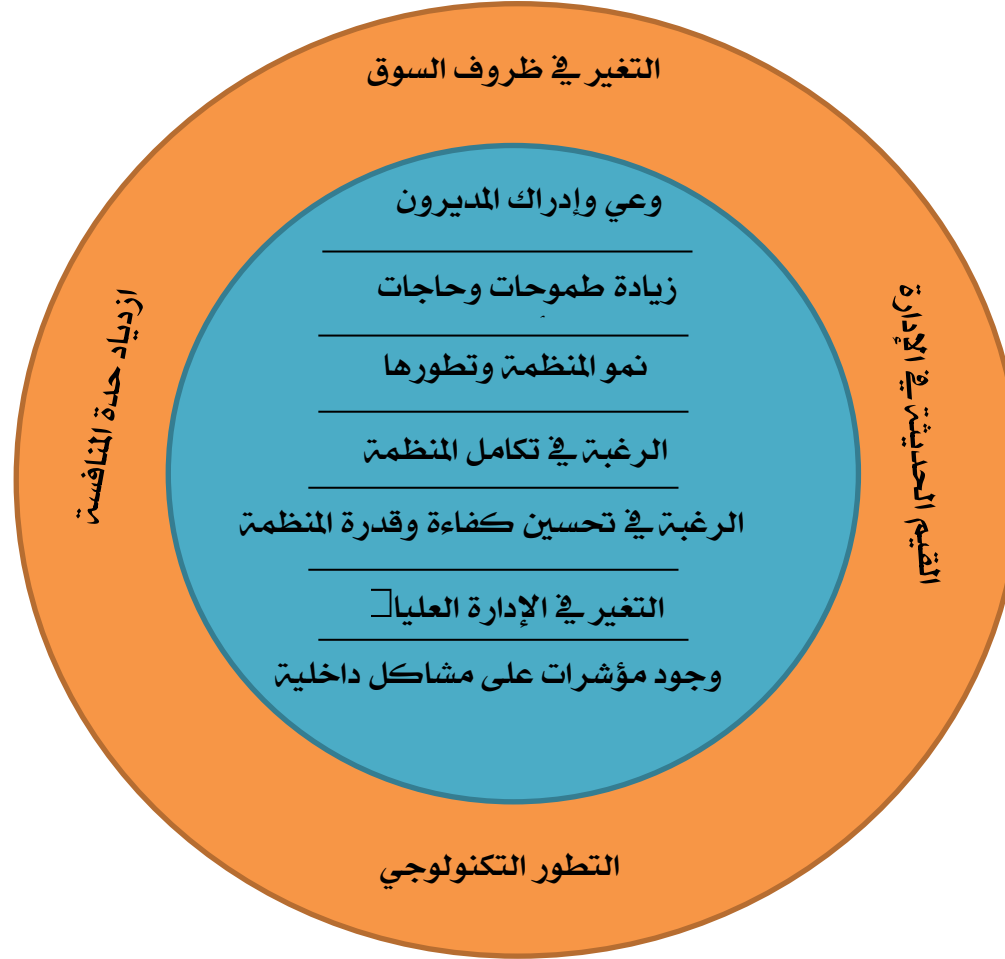 التغير في ظروف السوق
وعي وإدراك المديرون
زيادة طموحات وحاجات
نمو المنظمة وتطورها
الرغبة في تكامل المنظمة
الرغبة في تحسين كفاءة وقدرة المنظمة
التغير في الإدارة العليا
وجود مؤشرات على مشاكل داخلية
القيم الحديثة في الإدارة
ازدياد حدة المنافسة
التطور التكنولوجي